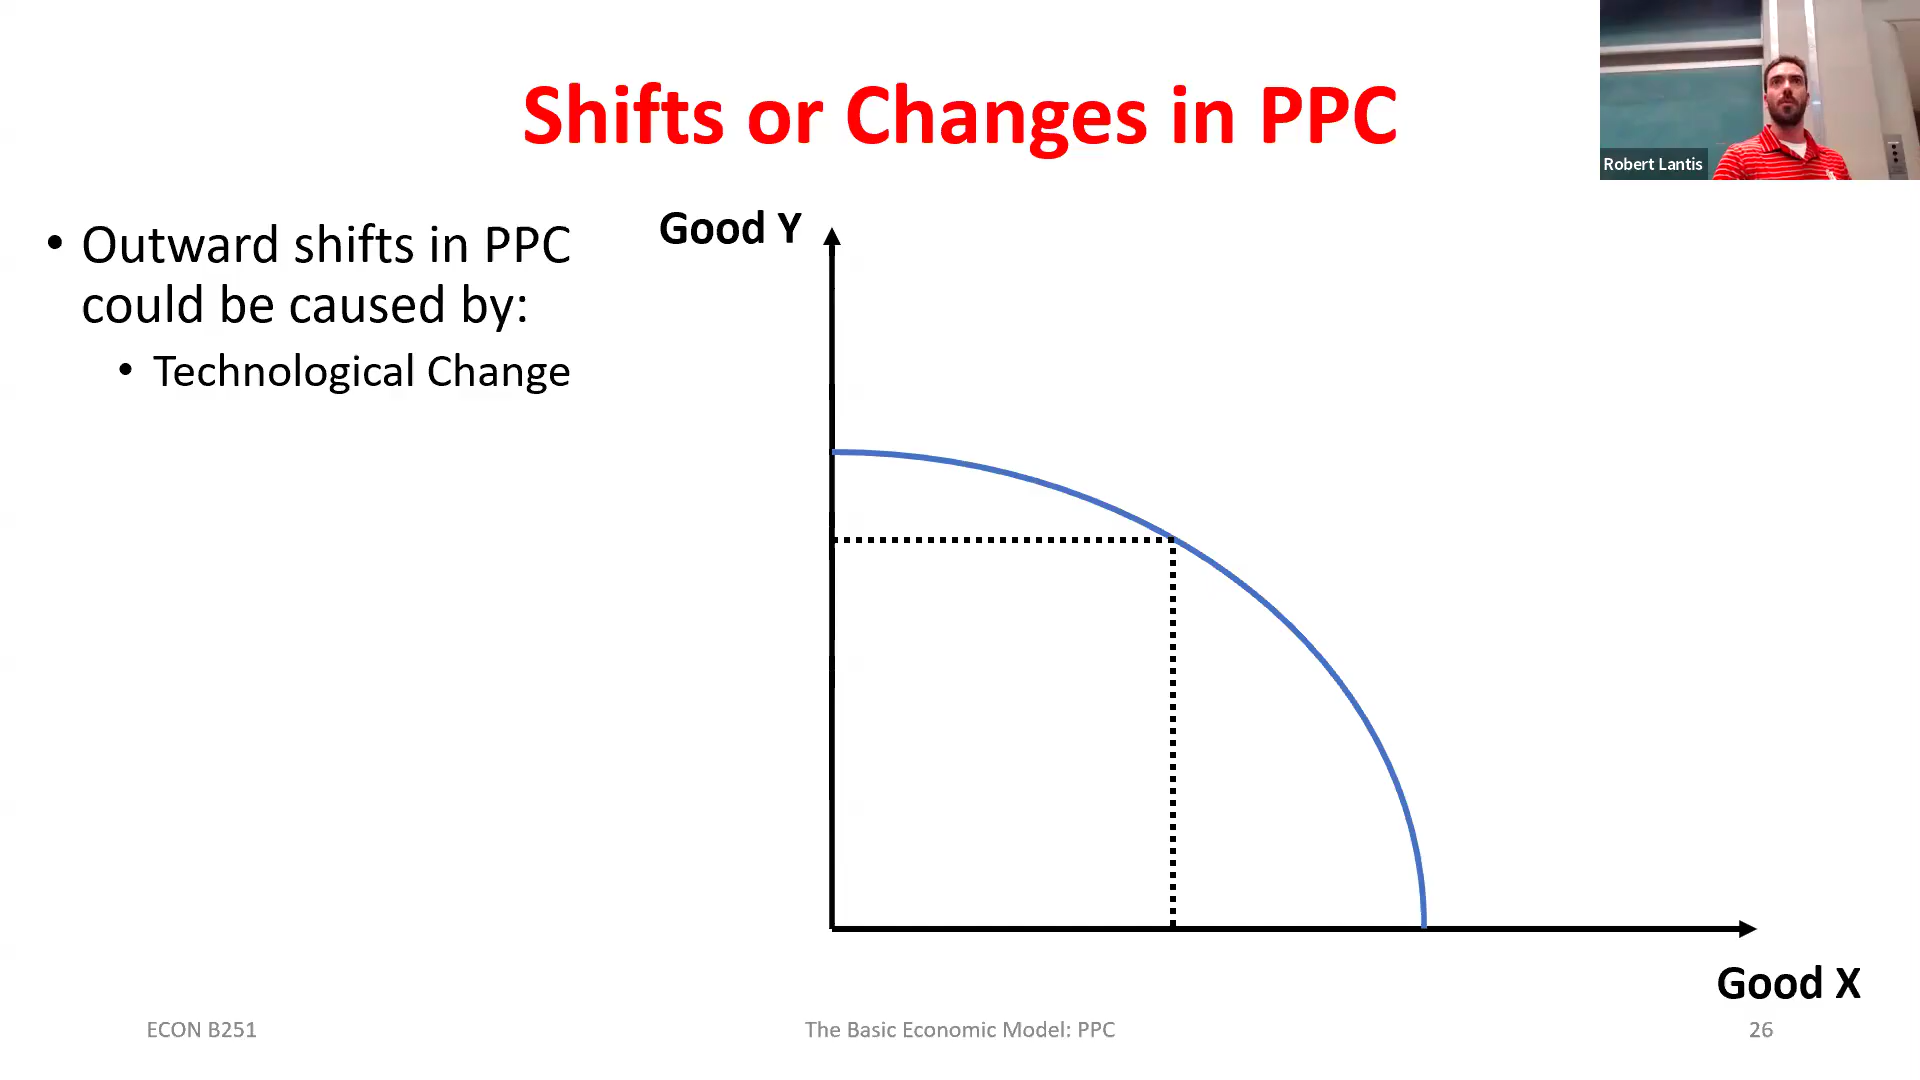 Shifts or Changes in PPC
Robert Lantis
• Outward shifts in PPC
could be caused by:
• Technological Change
Good Y
Good X
ECON B251
The Basic Economic Model: PPC
26